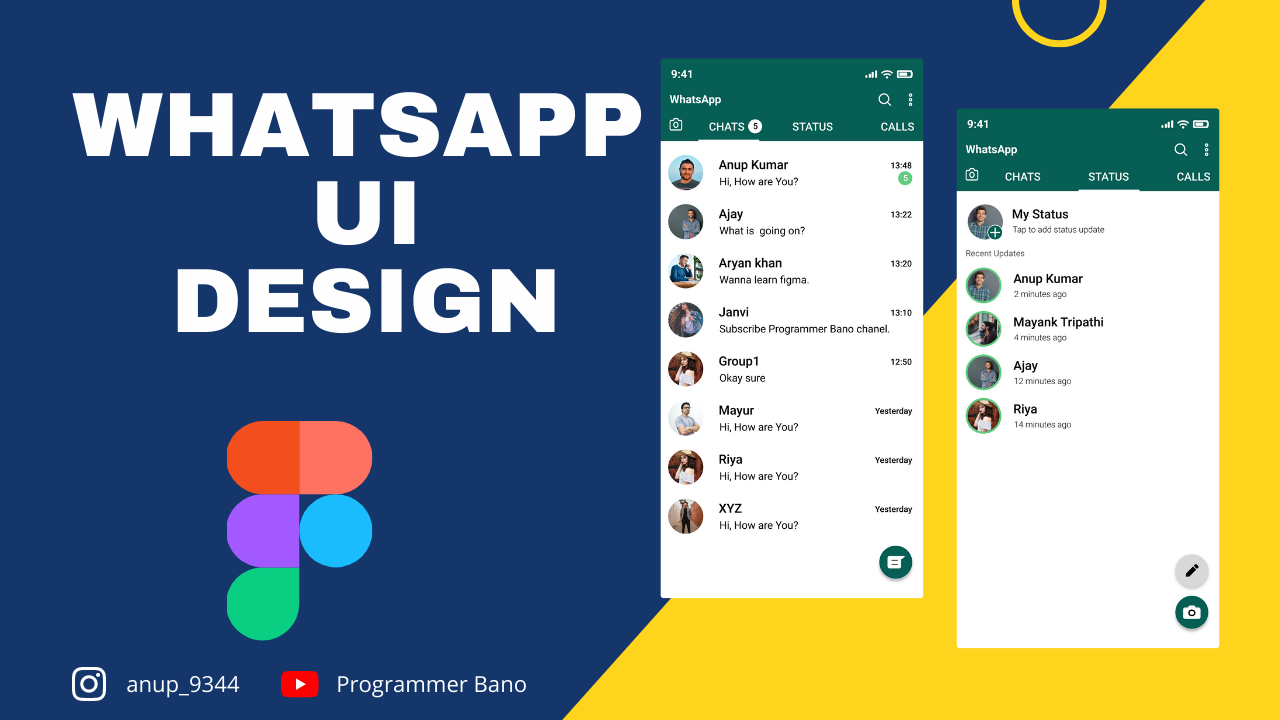 WHATSAPP
UI
DESIGN
anup_9344
Programmer Bano
9:41
WhatsApp
CHATS 5 STATUS CALLS
Anup Kumar 13:48
Hi, How are You? 5
Ajay 13:22
What is  going on?
Aryan khan 13:20
Wanna learn figma.
Janvi 13:10
Subscribe Programmer Bano chanel.
Group1 12:50
Okay sure
Mayur Yesterday
Hi, How are You?
Riya Yesterday
Hi, How are You?
XYZ Yesterday
Hi, How are You?
9:41
WhatsApp
CHATS STATUS CALLS
My Status
Tap to add status update
Recent Updates
Anup Kumar
2 minutes ago
Mayank Tripathi
4 minutes ago
Ajay
12 minutes ago
Riya
14 minutes ago